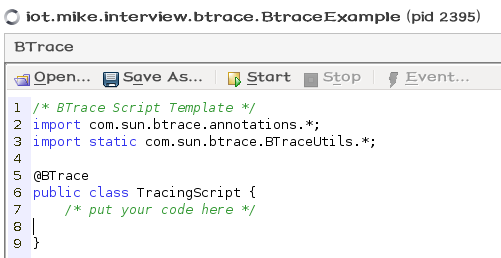 iot.mike.interview.btrace.BtraceExample (pid 2395)
BTrace
Open... Save As... Start Stop Event...
1 /* BTrace Script Template */
2 import com.sun.btrace.annotations.*;
3 import static com.sun.btrace.BTraceUtils.*;
4
5 @BTrace
6 public class TracingScript {
7 /* put your code here */
8
9 }